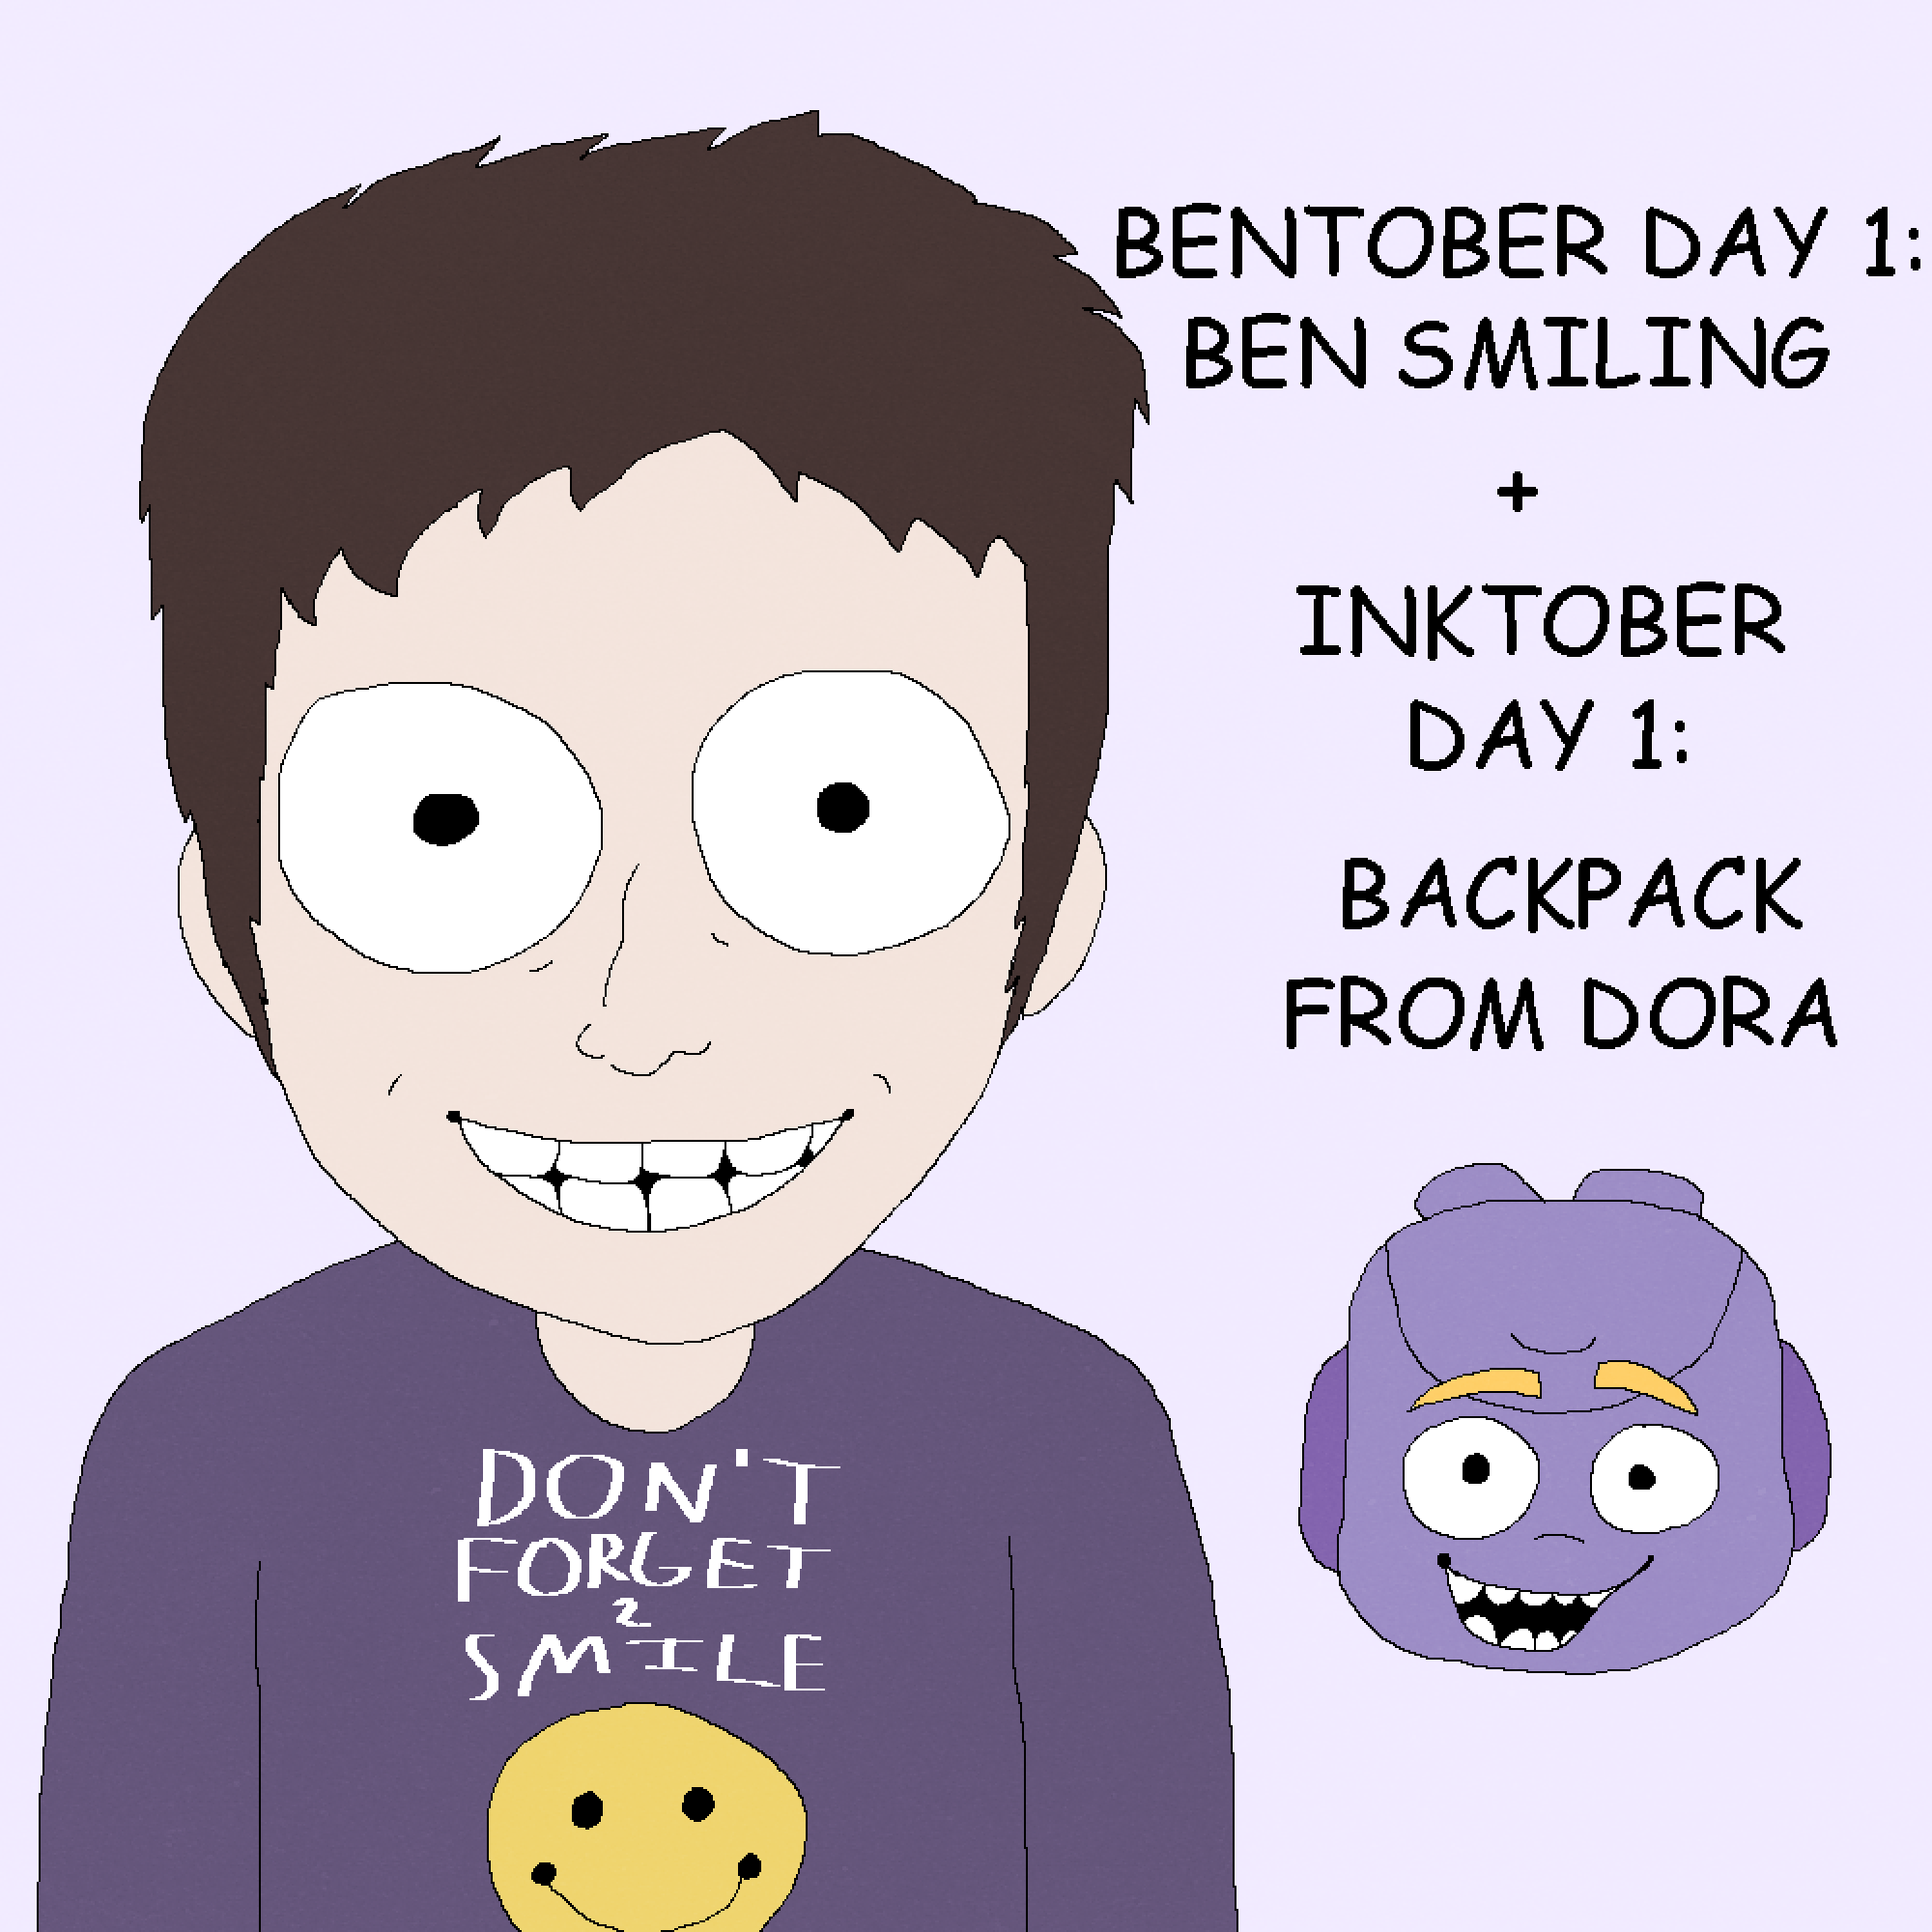 BENTOBER DAY 1:
BEN SMILING
+
INKTOBER
DAY 1:
BACKPACK
FROM DORA
DON'T
FORGET
2
SMILE